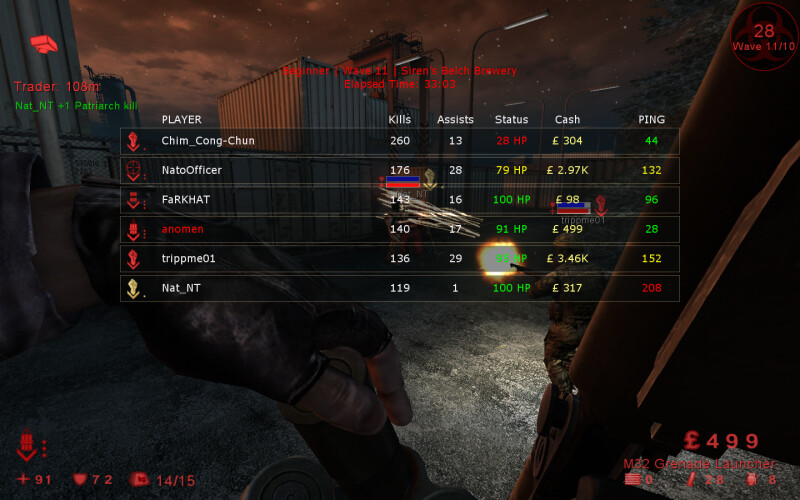 28
Wave 11/10
Beginner | Wave 11 | Siren's Belch Brewery
Elapsed Time: 33:03
Trader: 108m
Nat_NT +1 Patriarch kill
PLAYER Kills Assists Status Cash PING
Chim_Cong-Chun 260 13 28 HP £ 304 44
NatoOfficer 176 28 79 HP £ 2.97K 132
FaRKHAT 143 16 100 HP £ 98 96
trippme01
anomen 140 17 91 HP £ 499 28
trippme01 136 29 HP £ 3.46K 152
Nat_NT 119 1 100 HP £ 317 208
£499
M32 Grenade Launcher
91 72 14/15 0 28 8